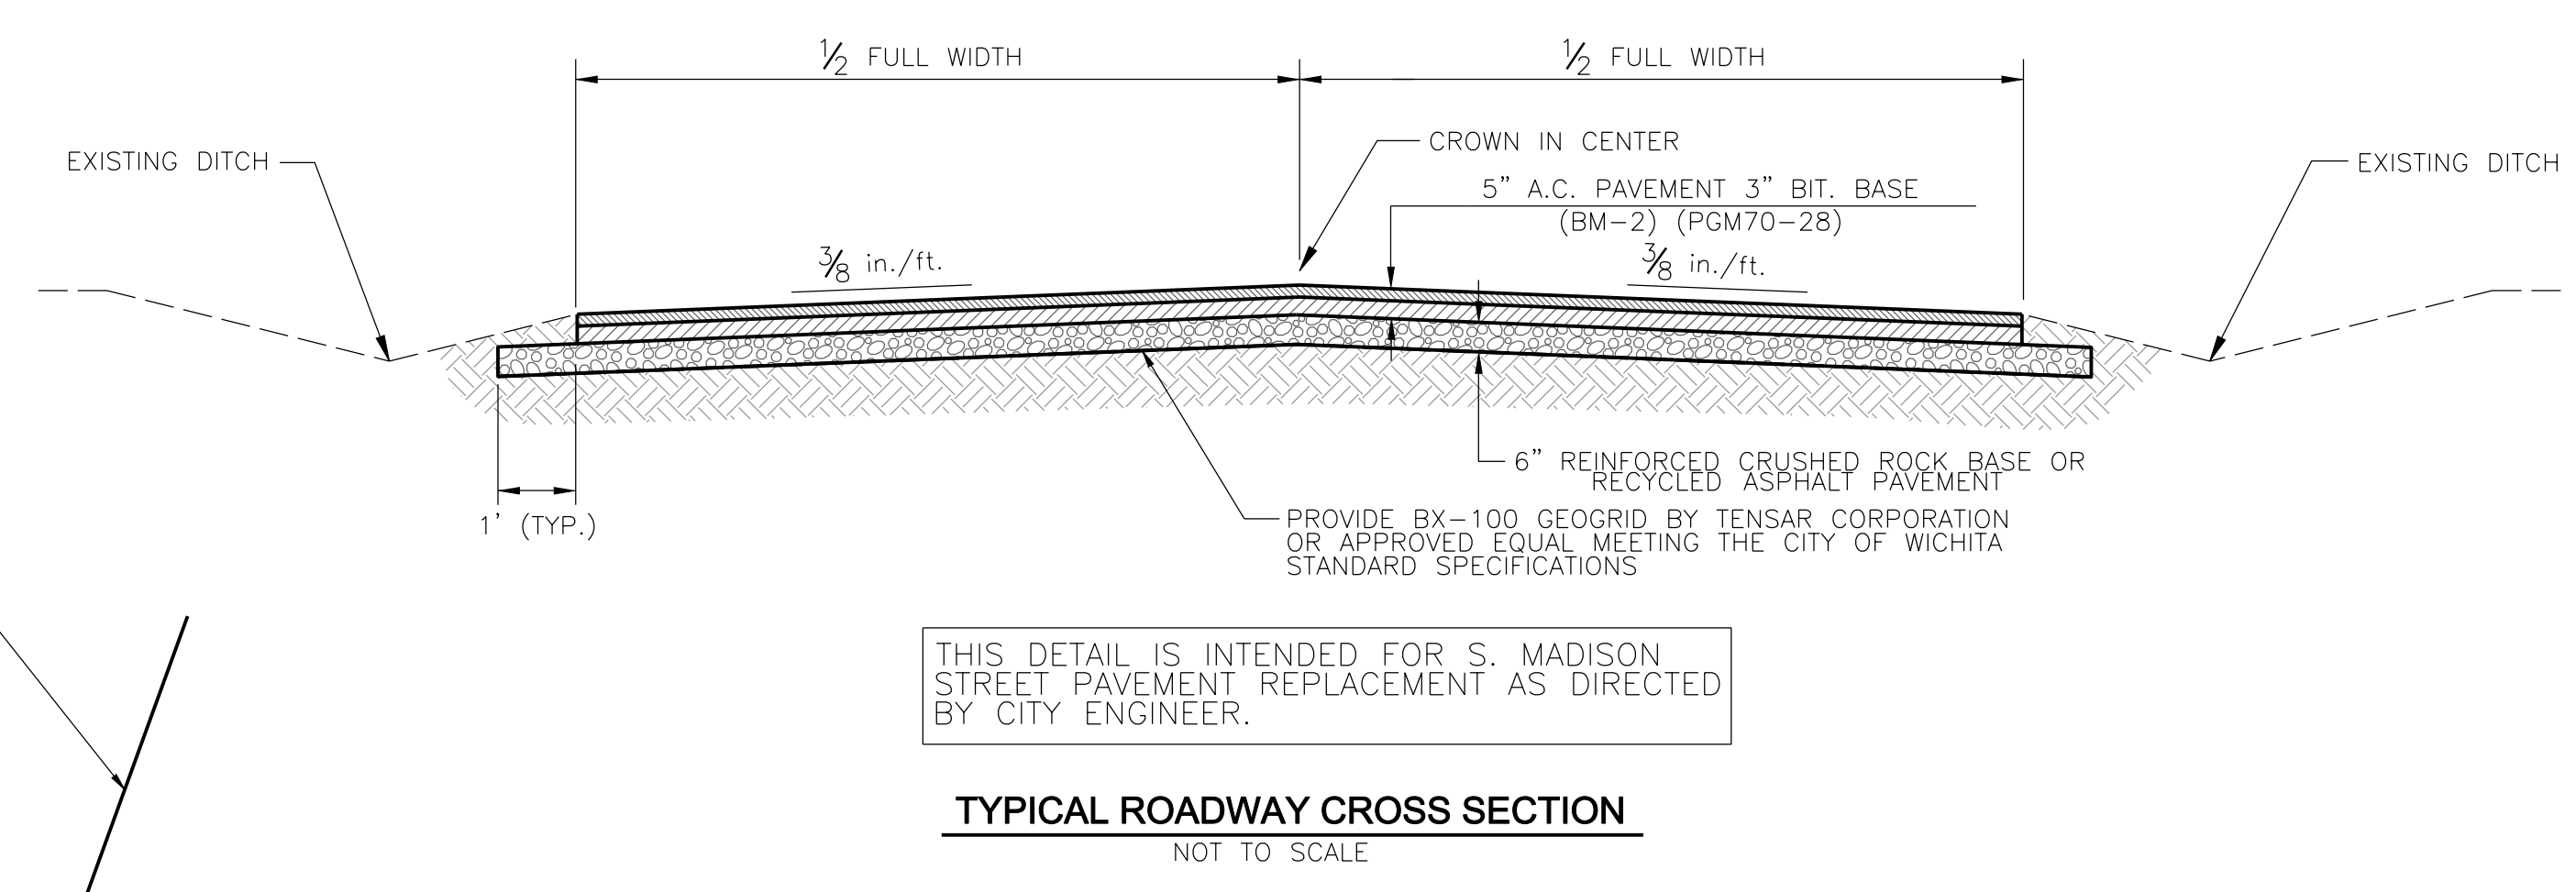 ½ FULL WIDTH
½ FULL WIDTH
EXISTING DITCH
CROWN IN CENTER
EXISTING DITCH
5" A.C. PAVEMENT 3" BIT. BASE
(BM-2) (PGM70-28)
⅜ in./ft.
⅜ in./ft.
6" REINFORCED CRUSHED ROCK BASE OR
RECYCLED ASPHALT PAVEMENT
1' (TYP.)
PROVIDE BX-100 GEOGRID BY TENSAR CORPORATION
OR APPROVED EQUAL MEETING THE CITY OF WICHITA
STANDARD SPECIFICATIONS
THIS DETAIL IS INTENDED FOR S. MADISON
STREET PAVEMENT REPLACEMENT AS DIRECTED
BY CITY ENGINEER.
TYPICAL ROADWAY CROSS SECTION
NOT TO SCALE